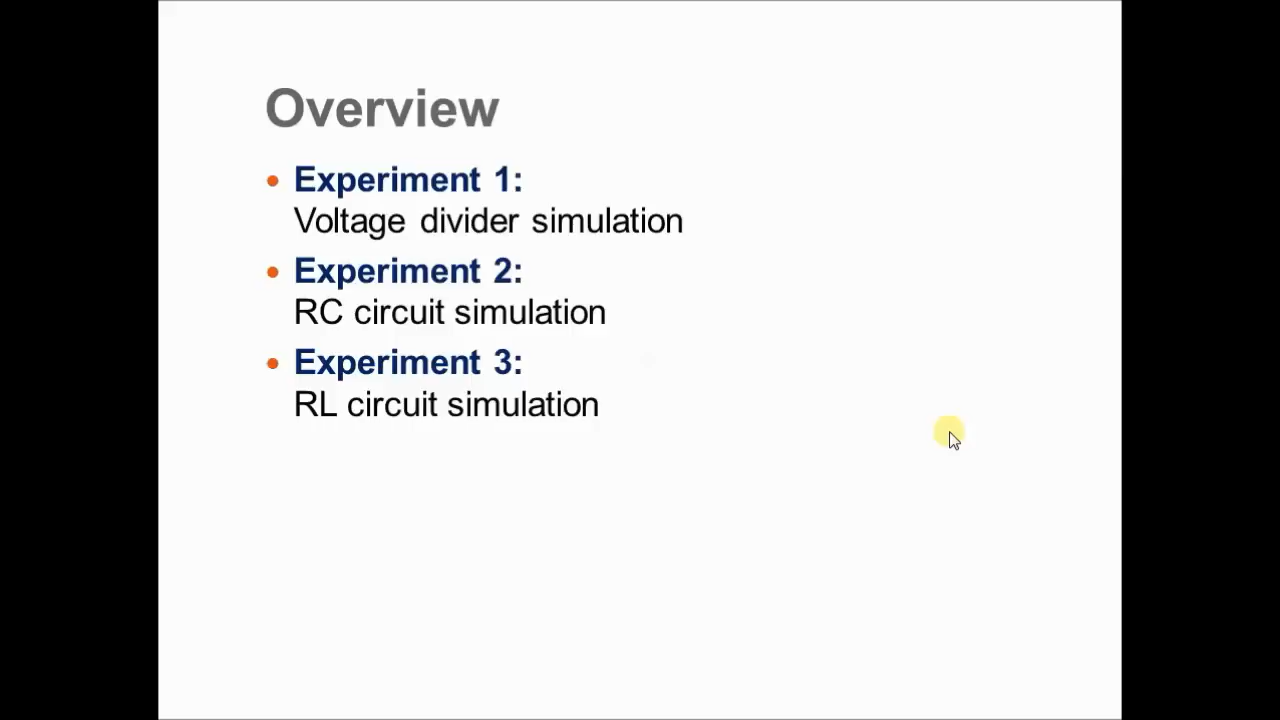 Overview
• Experiment 1:
Voltage divider simulation
• Experiment 2:
RC circuit simulation
• Experiment 3:
RL circuit simulation